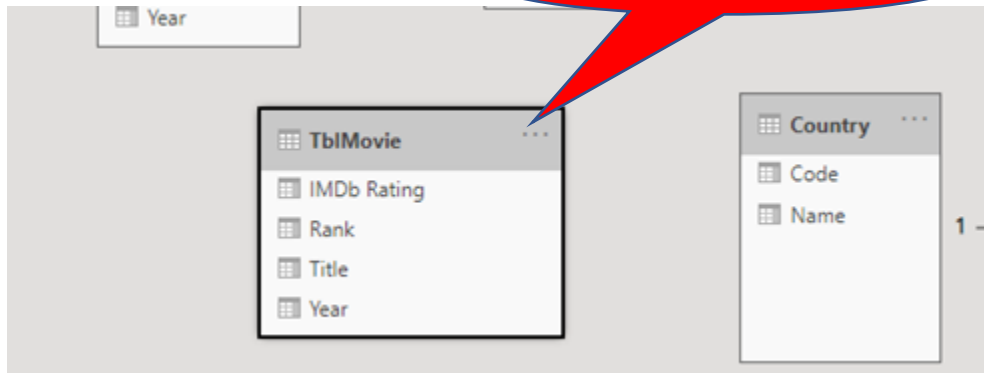 Year
TblMovie
IMDb Rating
Rank
Title
Year
Country
Code
Name
1